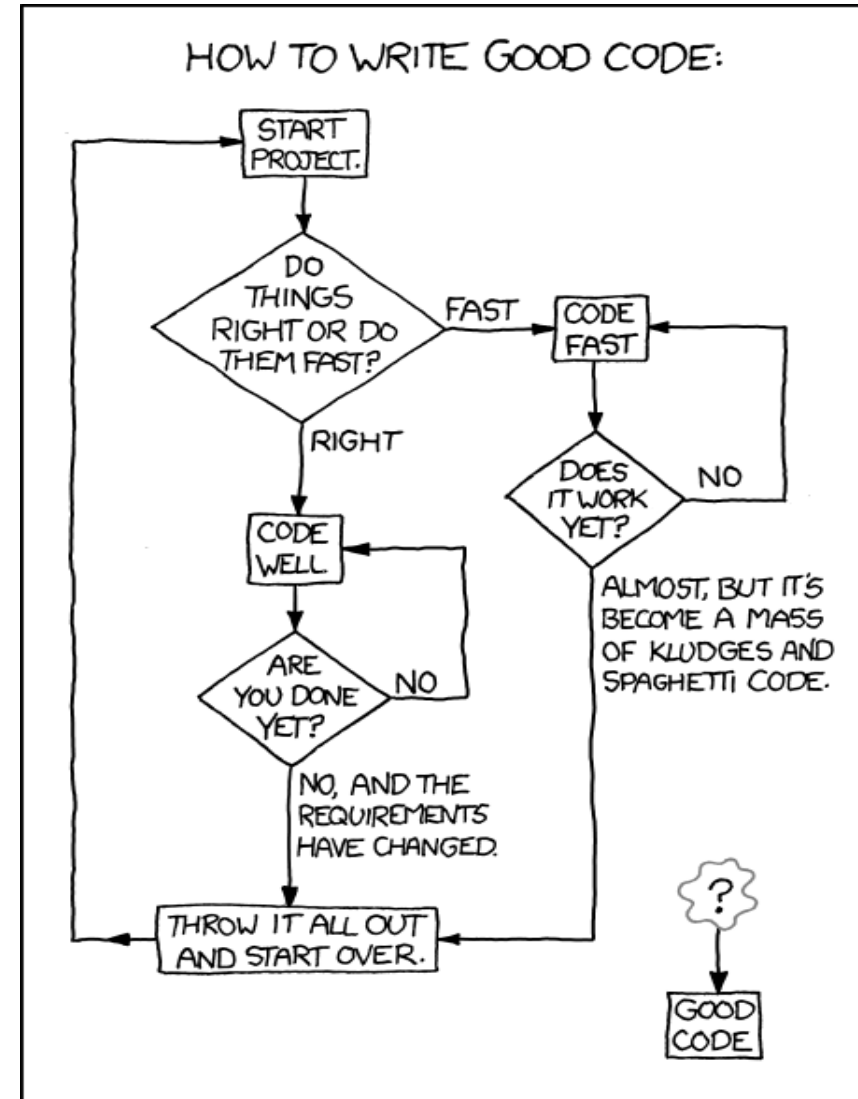 HOW TO WRITE GOOD CODE:
START
PROJECT.
DO
THINGS
RIGHT OR DO
THEM FAST?
FAST
CODE
FAST
RIGHT
DOES
IT WORK
YET?
NO
CODE
WELL.
ALMOST, BUT IT'S
BECOME A MASS
OF KLUDGES AND
SPAGHETTI CODE.
ARE
YOU DONE
YET?
NO
NO, AND THE
REQUIREMENTS
HAVE CHANGED.
THROW IT ALL OUT
AND START OVER.
?
GOOD
CODE